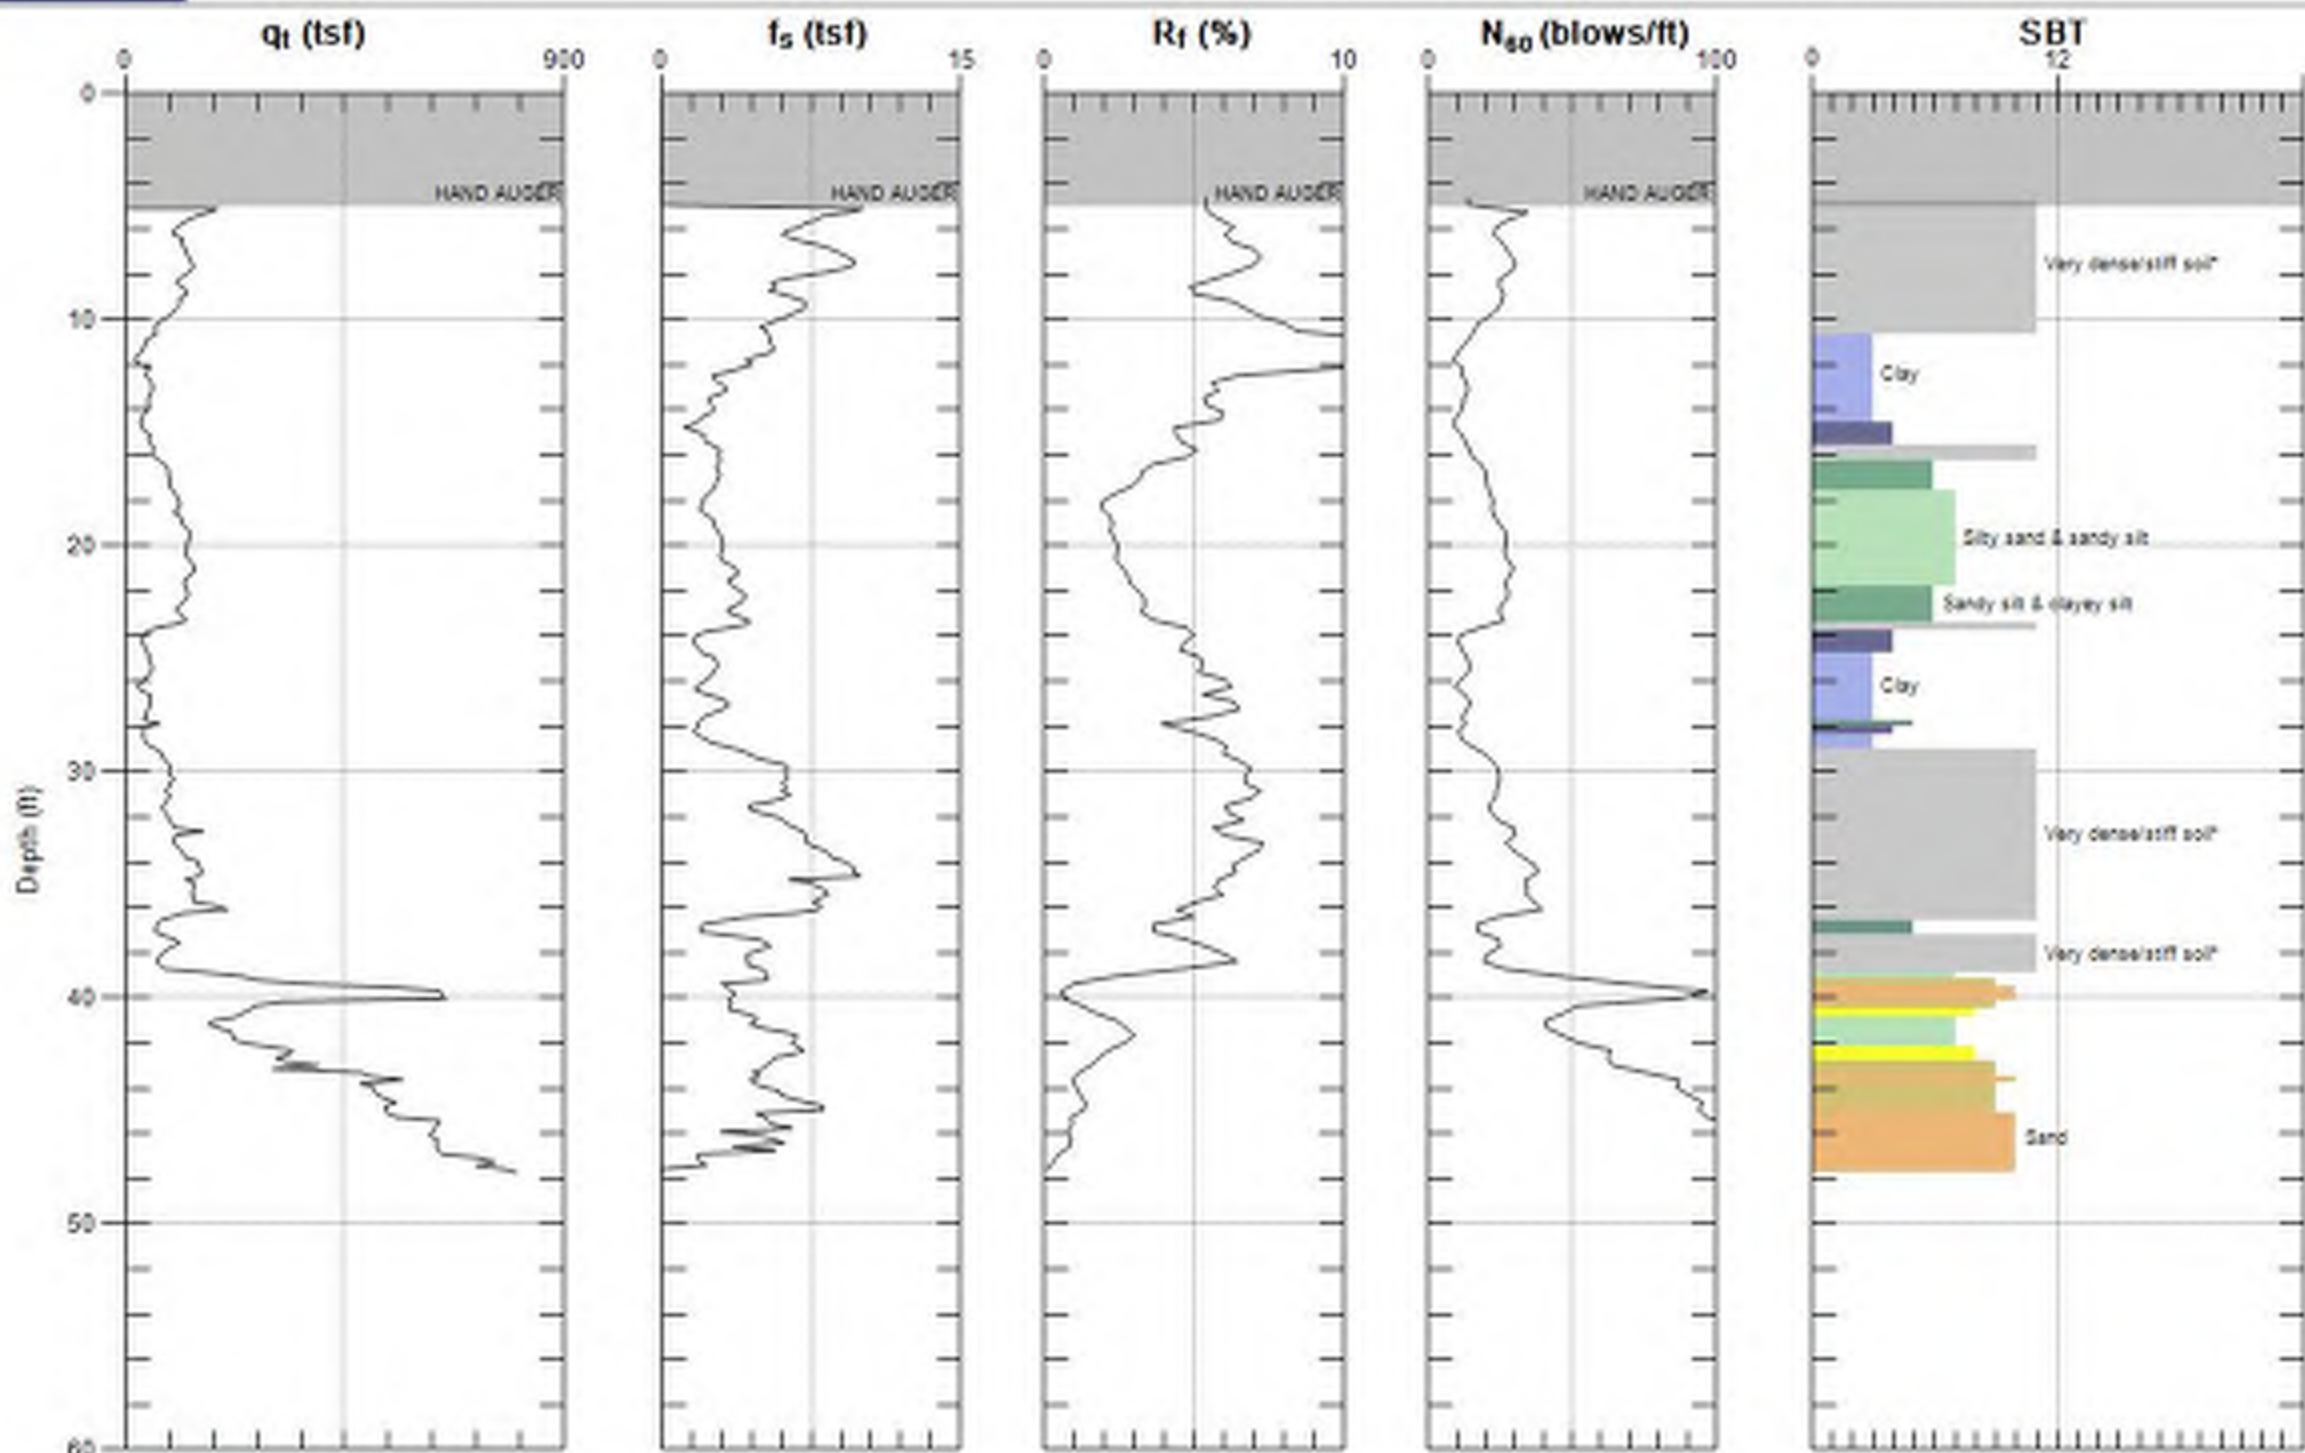 qt (tsf) fs (tsf) Rf (%) N60 (blows/ft) SBT
0 900 0 15 0 10 0 100 0 12
0
HAND AUGER HAND AUGER HAND AUGER HAND AUGER
Very dense/stiff soil*
10
Clay
20
Silty sand & sandy silt
Sandy silt & clayey silt
Clay
30
Depth (ft)
Very dense/stiff soil*
Very dense/stiff soil*
40
Sand
50
60